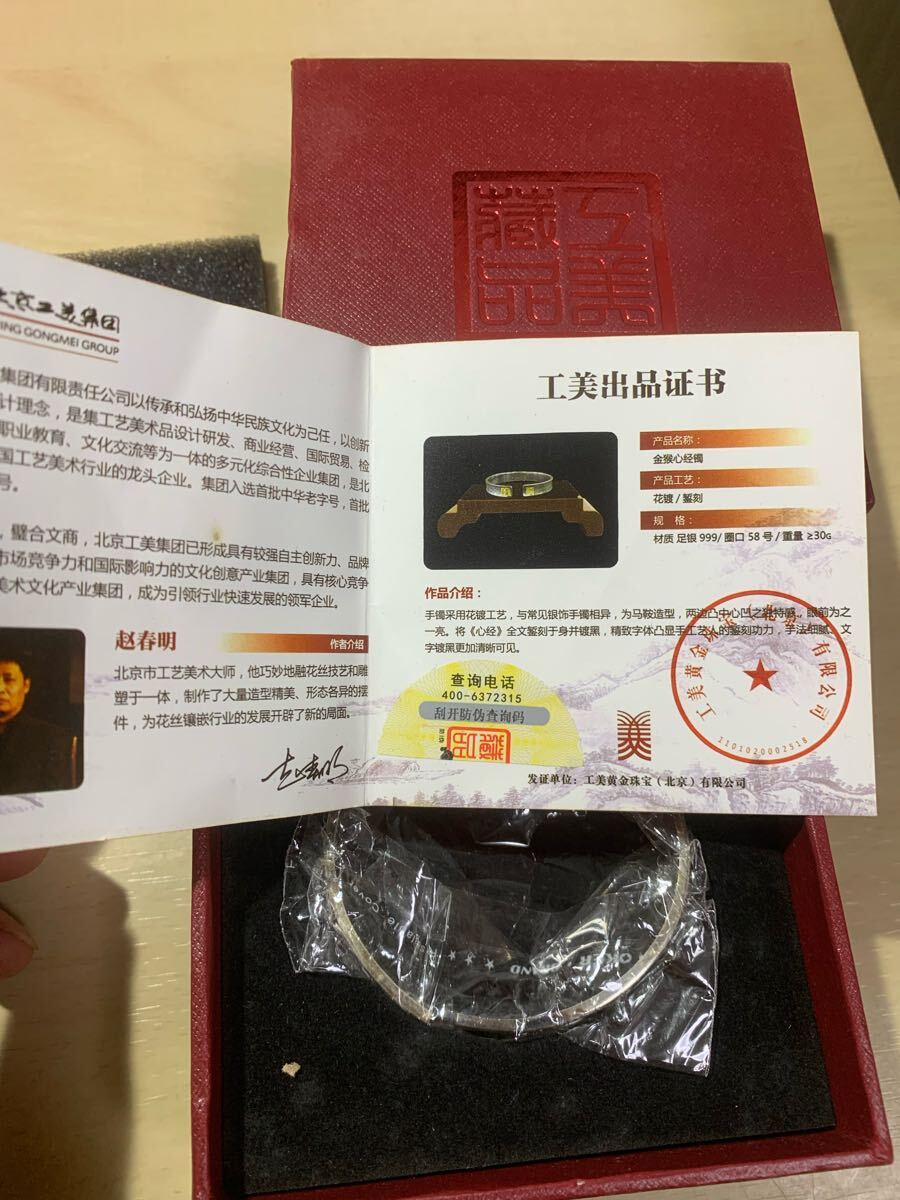 工美
藏品
京工美集团
ING GONGMEI GROUP
集团有限责任公司以传承和弘扬中华民族文化为己任，以创新
计理念，是集工艺美术品设计研发、商业经营、国际贸易、检
职业教育、文化交流等为一体的多元化综合性企业集团，是北
国工艺美术行业的龙头企业。集团入选首批中华老字号，首批
号。
，璧合文商，北京工美集团已形成具有较强自主创新力、品牌
市场竞争力和国际影响力的文化创意产业集团，具有核心竞争
美术文化产业集团，成为引领行业快速发展的领军企业。
赵春明
作者介绍
北京市工艺美术大师，他巧妙地融花丝技艺和雕
塑于一体，制作了大量造型精美、形态各异的摆
件，为花丝镶嵌行业的发展开辟了新的局面。
工美出品证书
产品名称：
金猴心经镯
产品工艺：
花镀 / 錾刻
规 格：
材质 足银 999 / 圈口 58 号 / 重量 ≥30G
作品介绍：
手镯采用花镀工艺，与常见银饰手镯相异，为马鞍造型，两边凸中心凹之独特感，眼前为之
一亮。将《心经》全文錾刻于身并镀黑，精致字体凸显手工艺人的錾刻功力，手法细腻、文
字镀黑更加清晰可见。
查询电话
400-6372315
刮开防伪查询码
工美黄金珠宝（北京）有限公司
1101020002518
发证单位：工美黄金珠宝（北京）有限公司